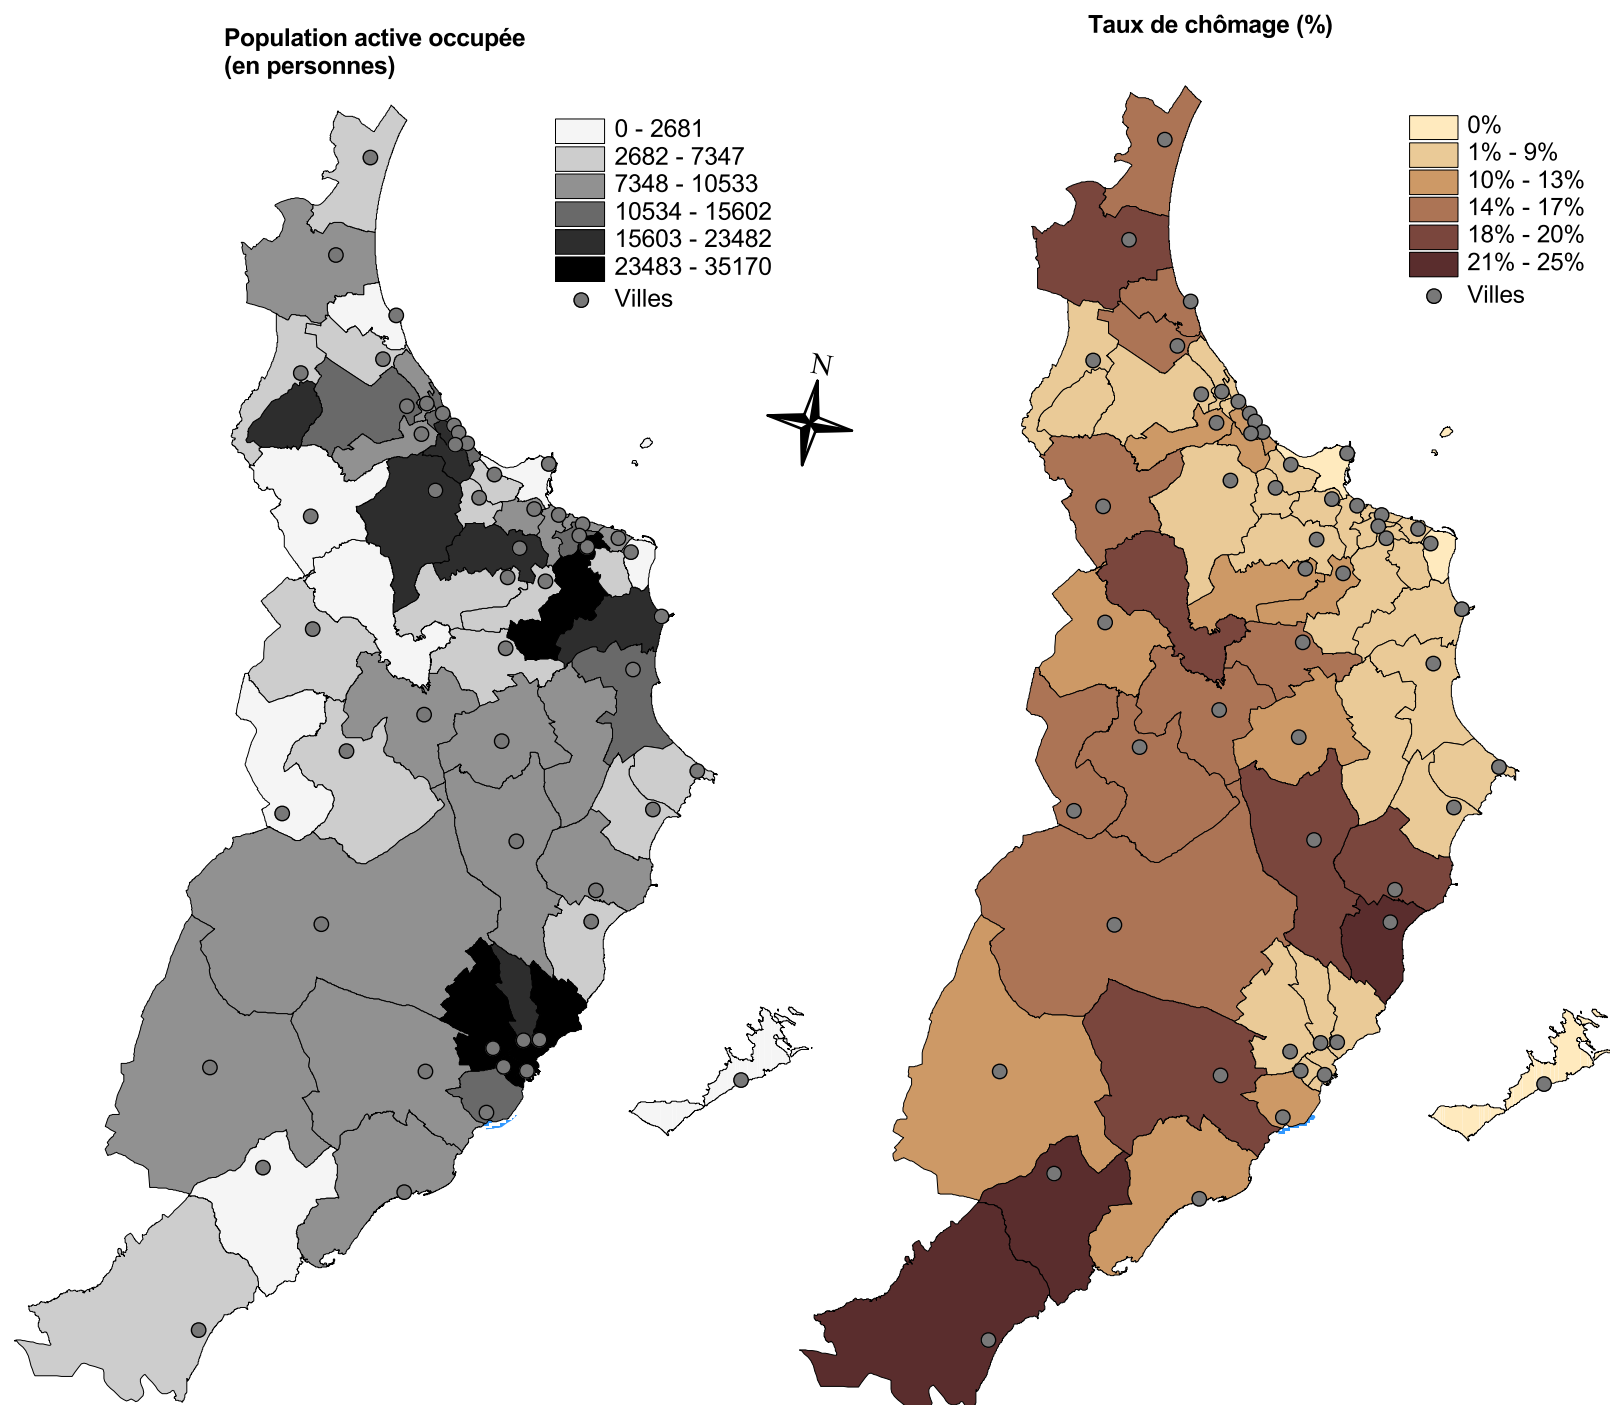 Population active occupée
(en personnes)
0 - 2681
2682 - 7347
7348 - 10533
10534 - 15602
15603 - 23482
23483 - 35170
Villes
N
Taux de chômage (%)
0%
1% - 9%
10% - 13%
14% - 17%
18% - 20%
21% - 25%
Villes